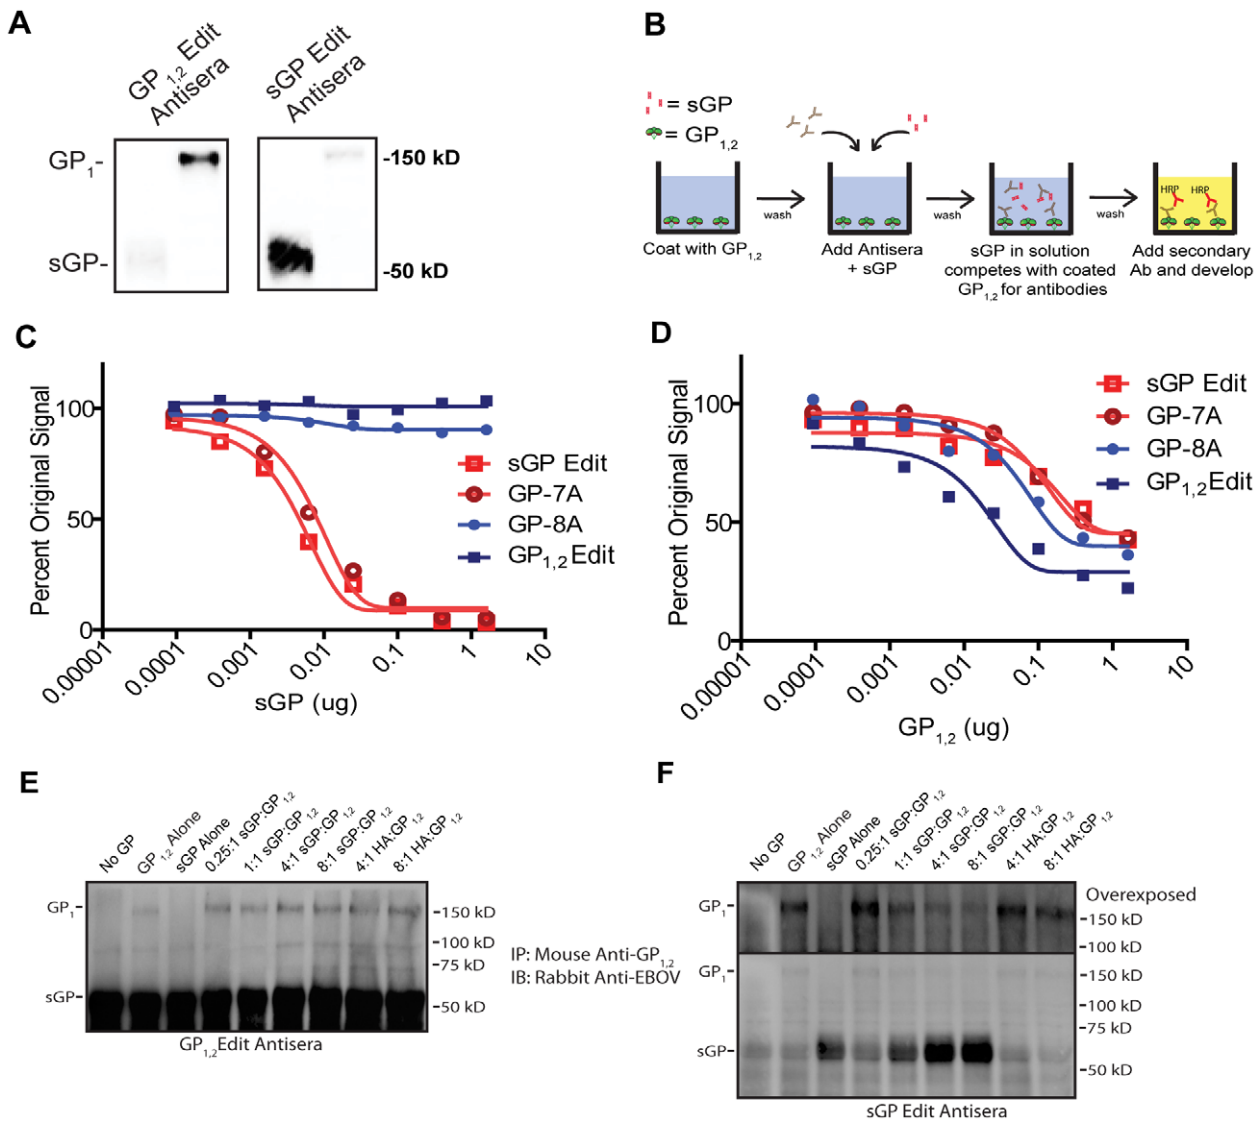 A
GP1,2 Edit
Antisera
sGP Edit
Antisera
GP1-
sGP-
-150 kD
-50 kD
B
= sGP
= GP1,2
wash
wash
wash
HRP
HRP
Coat with GP1,2
Add Antisera
+ sGP
sGP in solution
competes with coated
GP1,2 for antibodies
Add secondary
Ab and develop
C
Percent Original Signal
100
50
0
0.00001
0.0001
0.001
0.01
0.1
1
10
sGP (ug)
sGP Edit
GP-7A
GP-8A
GP1,2Edit
D
Percent Original Signal
100
50
0
0.00001
0.0001
0.001
0.01
0.1
1
10
GP1,2 (ug)
sGP Edit
GP-7A
GP-8A
GP1,2Edit
E
No GP
GP1,2 Alone
sGP Alone
0.25:1 sGP:GP1,2
1:1 sGP:GP1,2
4:1 sGP:GP1,2
8:1 sGP:GP1,2
4:1 HA:GP1,2
8:1 HA:GP1,2
GP1-
sGP-
-150 kD
-100 kD
-75 kD
-50 kD
GP1,2Edit Antisera
IP: Mouse Anti-GP1,2
IB: Rabbit Anti-EBOV
F
No GP
GP1,2 Alone
sGP Alone
0.25:1 sGP:GP1,2
1:1 sGP:GP1,2
4:1 sGP:GP1,2
8:1 sGP:GP1,2
4:1 HA:GP1,2
8:1 HA:GP1,2
GP1-
Overexposed
-150 kD
-100 kD
GP1-
sGP-
-150 kD
-100 kD
-75 kD
-50 kD
sGP Edit Antisera